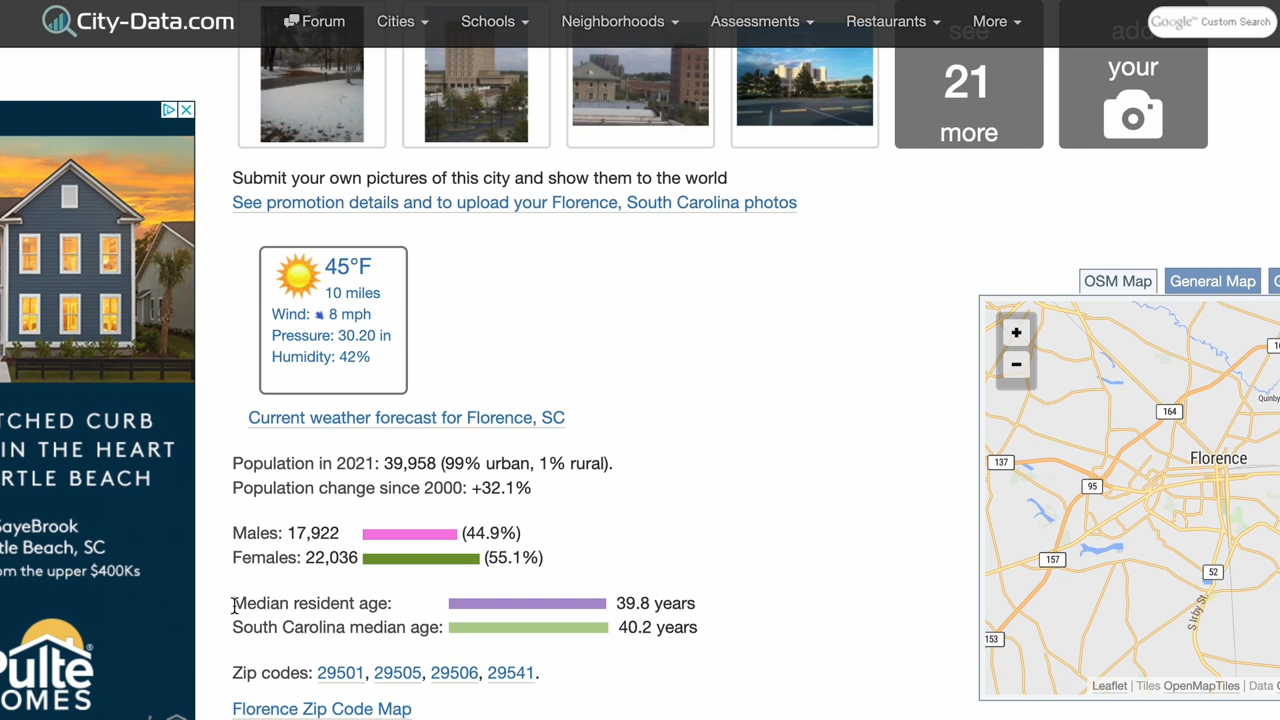 City-Data.com
Forum Cities Schools Neighborhoods Assessments Restaurants More
Google™ Custom Search
see
21
more
add
your
Submit your own pictures of this city and show them to the world
See promotion details and to upload your Florence, South Carolina photos
45°F
10 miles
Wind: 8 mph
Pressure: 30.20 in
Humidity: 42%
Current weather forecast for Florence, SC
Population in 2021: 39,958 (99% urban, 1% rural).
Population change since 2000: +32.1%
Males: 17,922 (44.9%)
Females: 22,036 (55.1%)
Median resident age: 39.8 years
South Carolina median age: 40.2 years
Zip codes: 29501, 29505, 29506, 29541.
Florence Zip Code Map
TCHED CURB
IN THE HEART
RTLE BEACH
SayeBrook
tle Beach, SC
om the upper $400Ks
Pulte®
HOMES
OSM Map General Map
+
−
164
Quinby
Florence
137
95
157
52
S Irby St.
153
Leaflet | Tiles OpenMapTiles | Data